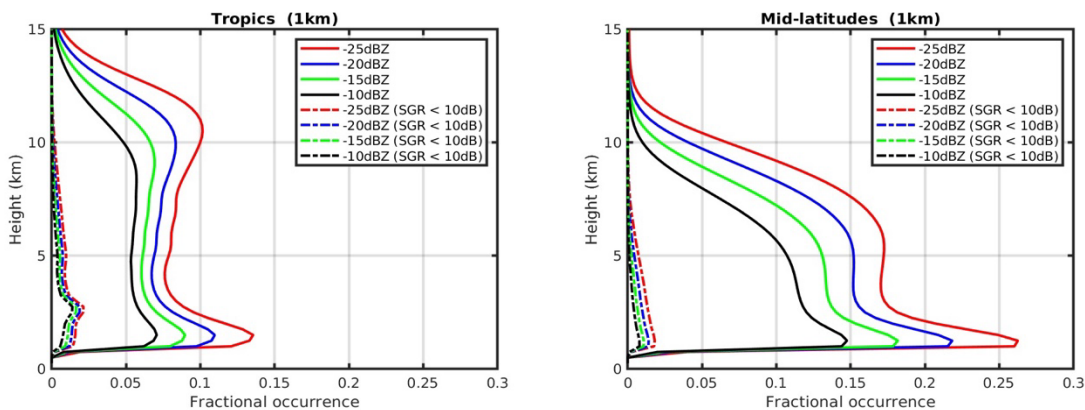 Tropics (1km)
15
10
5
0
Height (km)
-25dBZ
-20dBZ
-15dBZ
-10dBZ
-25dBZ (SGR < 10dB)
-20dBZ (SGR < 10dB)
-15dBZ (SGR < 10dB)
-10dBZ (SGR < 10dB)
0 0.05 0.1 0.15 0.2 0.25 0.3
Fractional occurrence
Mid-latitudes (1km)
15
10
5
0
Height (km)
-25dBZ
-20dBZ
-15dBZ
-10dBZ
-25dBZ (SGR < 10dB)
-20dBZ (SGR < 10dB)
-15dBZ (SGR < 10dB)
-10dBZ (SGR < 10dB)
0 0.05 0.1 0.15 0.2 0.25 0.3
Fractional occurrence